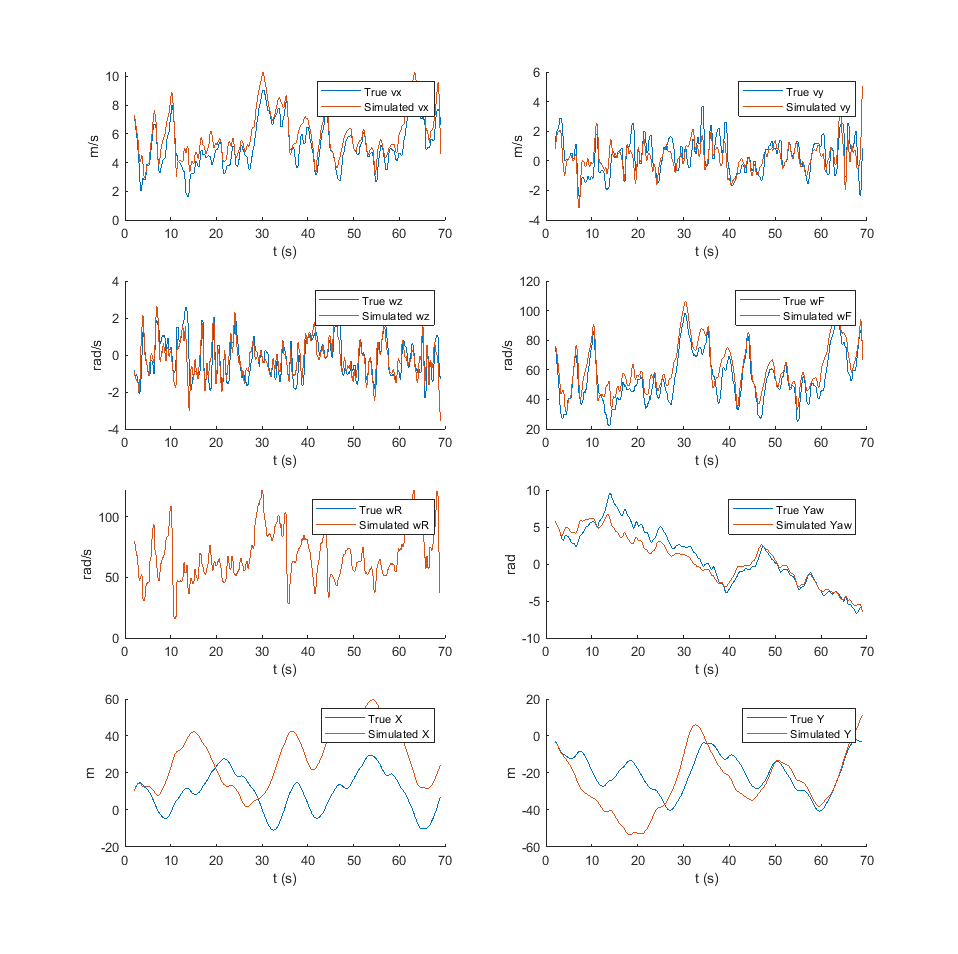 10
8
6
4
2
0
m/s
True vx
Simulated vx
0 10 20 30 40 50 60 70
t (s)
6
4
2
0
-2
-4
m/s
True vy
Simulated vy
0 10 20 30 40 50 60 70
t (s)
4
2
0
-2
-4
rad/s
True wz
Simulated wz
0 10 20 30 40 50 60 70
t (s)
120
100
80
60
40
20
rad/s
True wF
Simulated wF
0 10 20 30 40 50 60 70
t (s)
100
50
0
rad/s
True wR
Simulated wR
0 10 20 30 40 50 60 70
t (s)
10
5
0
-5
-10
rad
True Yaw
Simulated Yaw
0 10 20 30 40 50 60 70
t (s)
60
40
20
0
-20
m
True X
Simulated X
0 10 20 30 40 50 60 70
t (s)
20
0
-20
-40
-60
m
True Y
Simulated Y
0 10 20 30 40 50 60 70
t (s)